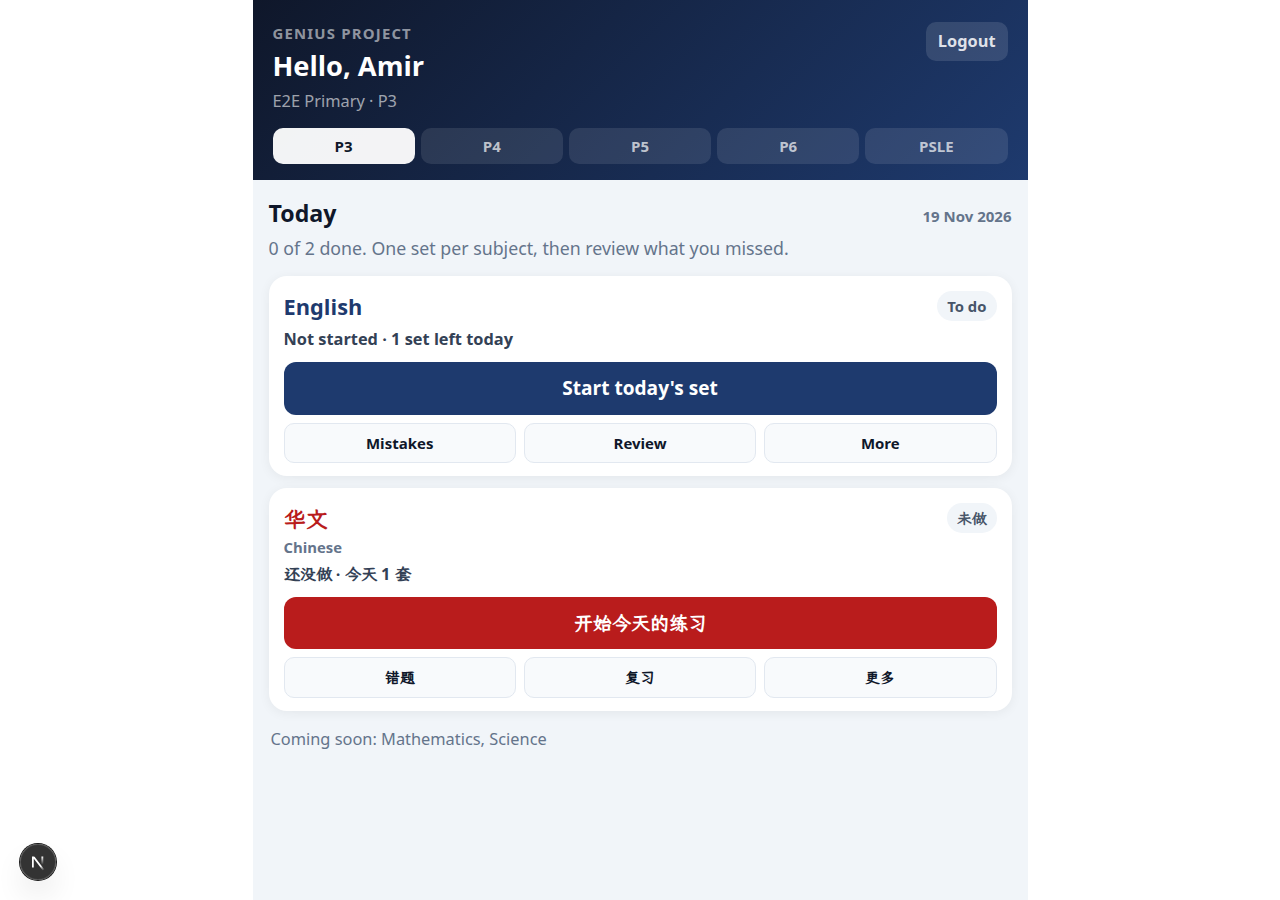 GENIUS PROJECT
Logout
Hello, Amir
E2E Primary · P3
P3 P4 P5 P6 PSLE
Today
19 Nov 2026
0 of 2 done. One set per subject, then review what you missed.
English
To do
Not started · 1 set left today
Start today's set
Mistakes Review More
华文
未做
Chinese
还没做 · 今天 1 套
开始今天的练习
错题 复习 更多
Coming soon: Mathematics, Science
N